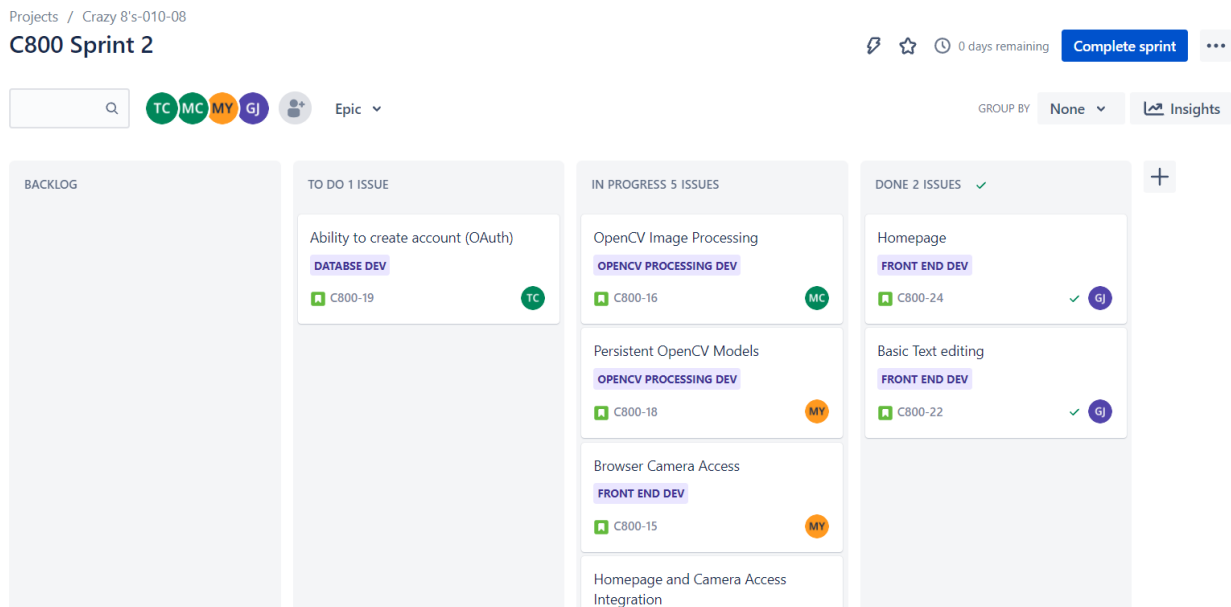 Projects / Crazy 8's-010-08
C800 Sprint 2
0 days remaining
Complete sprint
TC MC MY GJ
Epic
GROUP BY
None
Insights
BACKLOG
TO DO 1 ISSUE
Ability to create account (OAuth)
DATABSE DEV
C800-19
TC
IN PROGRESS 5 ISSUES
OpenCV Image Processing
OPENCV PROCESSING DEV
C800-16
MC
Persistent OpenCV Models
OPENCV PROCESSING DEV
C800-18
MY
Browser Camera Access
FRONT END DEV
C800-15
MY
Homepage and Camera Access
Integration
DONE 2 ISSUES
Homepage
FRONT END DEV
C800-24
GJ
Basic Text editing
FRONT END DEV
C800-22
GJ